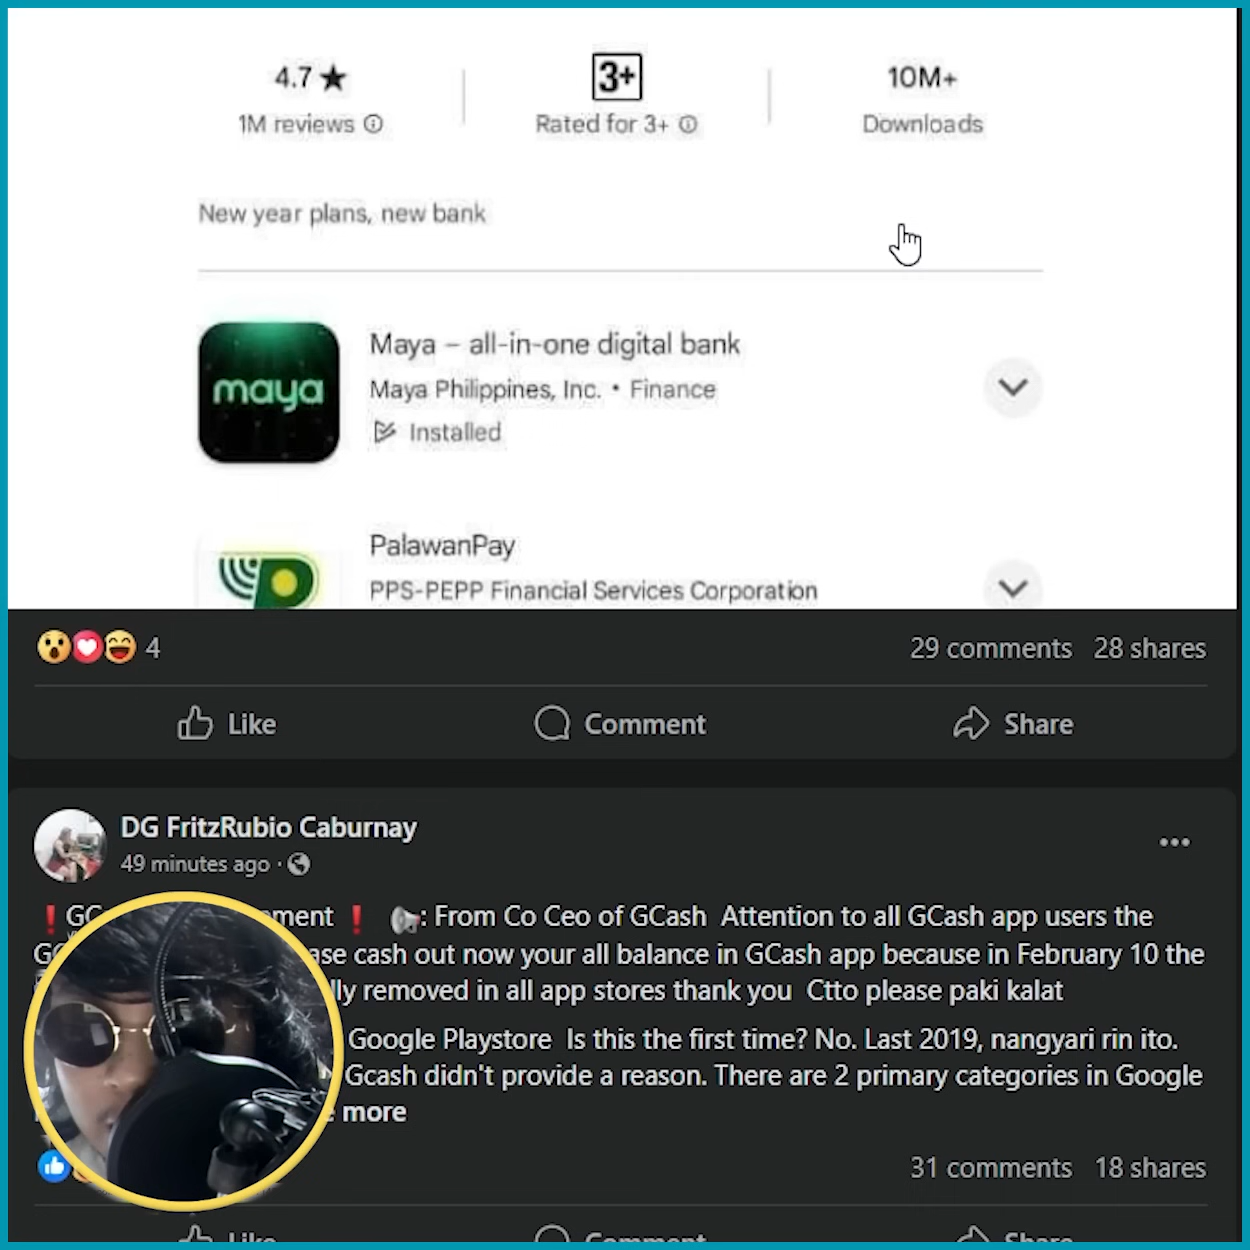 4.7★ 3+ 10M+
1M reviews Rated for 3+ Downloads
New year plans, new bank
maya
Maya – all-in-one digital bank
Maya Philippines, Inc. • Finance
Installed
PalawanPay
PPS-PEPP Financial Services Corporation
4 29 comments 28 shares
Like Comment Share
DG FritzRubio Caburnay
49 minutes ago ·
❗GC ment❗ : From Co Ceo of GCash Attention to all GCash app users the
ase cash out now your all balance in GCash app because in February 10 the
lly removed in all app stores thank you Ctto please paki kalat
Google Playstore Is this the first time? No. Last 2019, nangyari rin ito.
Gcash didn't provide a reason. There are 2 primary categories in Google
more
31 comments 18 shares
Like Comment Share